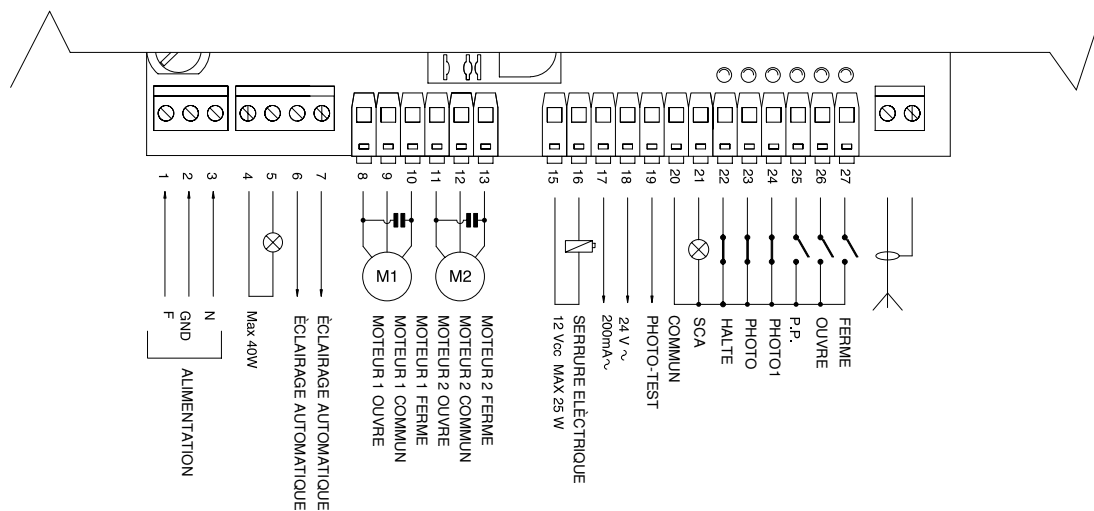 1
2
3
4
5
6
7
8
9
10
11
12
13
15
16
17
18
19
20
21
22
23
24
25
26
27
F
GND
N
ALIMENTATION
Max 40W
ÈCLAIRAGE AUTOMATIQUE
ÈCLAIRAGE AUTOMATIQUE
M1
M2
MOTEUR 1 OUVRE
MOTEUR 1 COMMUN
MOTEUR 1 FERME
MOTEUR 2 OUVRE
MOTEUR 2 COMMUN
MOTEUR 2 FERME
12 Vcc MAX 25 W
SERRURE ELÈCTRIQUE
200mA~
24 V ~
PHOTO-TEST
COMMUN
SCA
HALTE
PHOTO
PHOTO1
P.P.
OUVRE
FERME